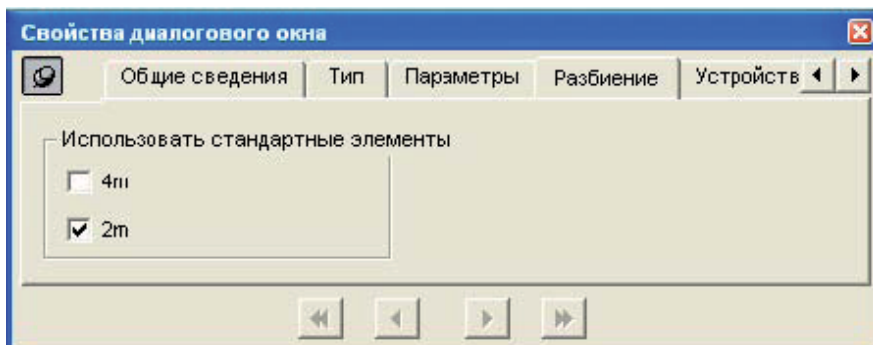 Свойства диалогового окна
Общие сведения Тип Параметры Разбиение Устройств
Использовать стандартные элементы
4m
2m